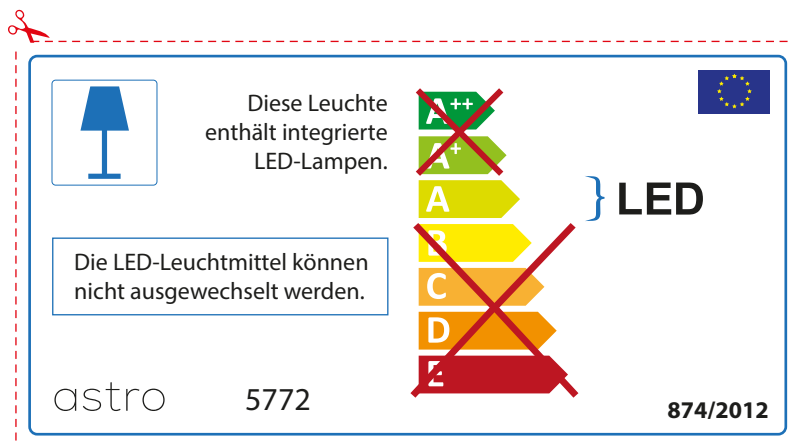 Diese Leuchte
enthält integrierte
LED-Lampen.
A++
A+
A
B
C
D
E
LED
Die LED-Leuchtmittel können
nicht ausgewechselt werden.
astro
5772
874/2012